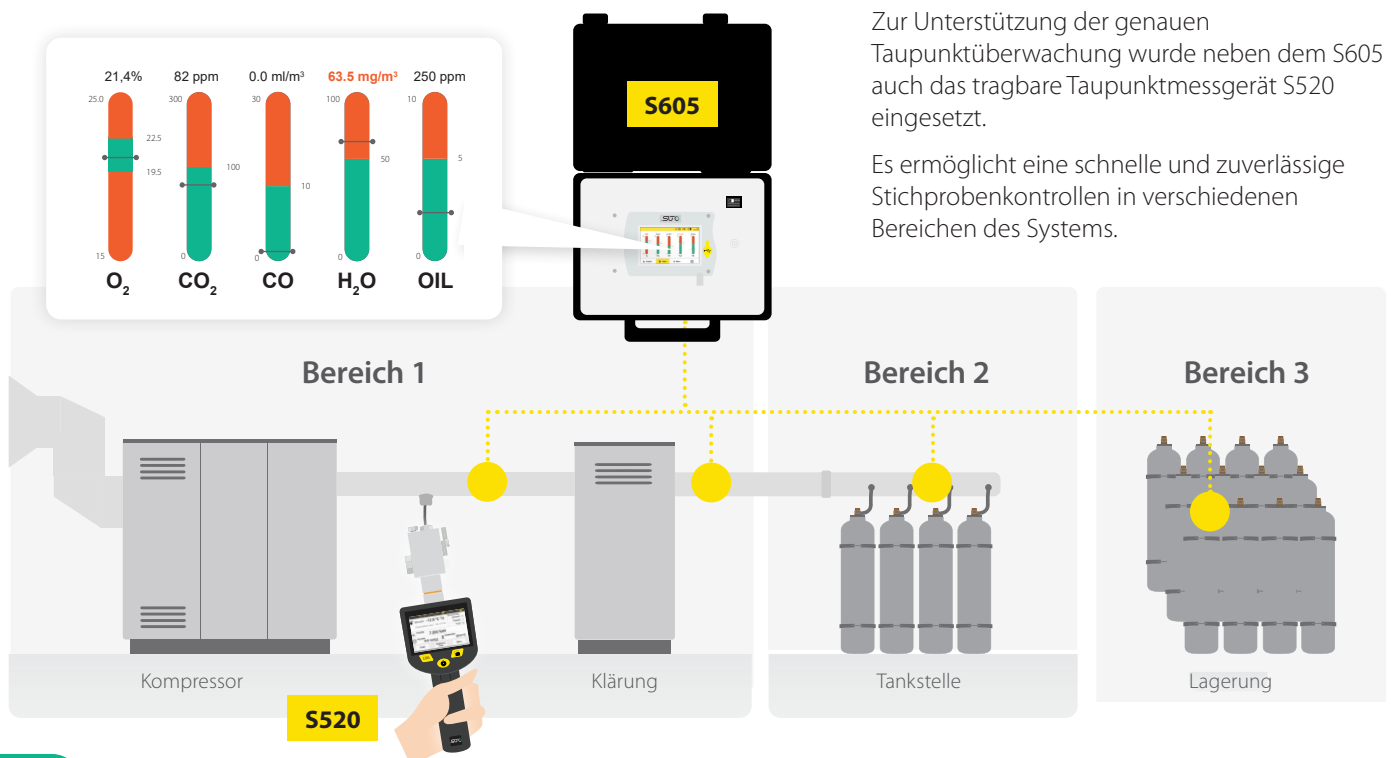 Zur Unterstützung der genauen
Taupunktüberwachung wurde neben dem S605
auch das tragbare Taupunktmessgerät S520
eingesetzt.
Es ermöglicht eine schnelle und zuverlässige
Stichprobenkontrollen in verschiedenen
Bereichen des Systems.
21,4% 82 ppm 0.0 ml/m³ 63.5 mg/m³ 250 ppm
25.0 300 30 100 10
22.5
19.5 100 10 50 5
15 0 0 0 0
O₂ CO₂ CO H₂O OIL
S605
Bereich 1 Bereich 2 Bereich 3
Kompressor Klärung Tankstelle Lagerung
S520